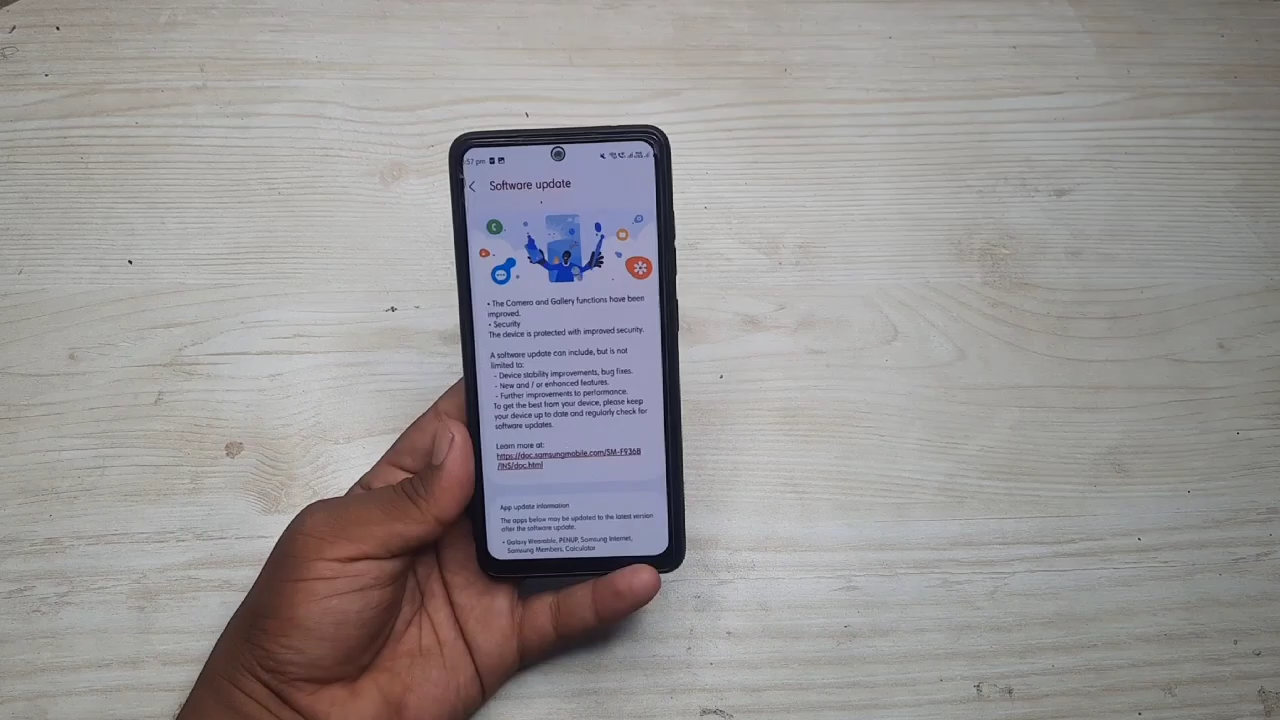 :57 pm
Software update
• The Camera and Gallery functions have been
improved.
• Security
The device is protected with improved security.
A software update can include, but is not
limited to:
- Device stability improvements, bug fixes.
- New and / or enhanced features.
- Further improvements to performance.
To get the best from your device, please keep
your device up to date and regularly check for
software updates.
Learn more at:
https://doc.samsungmobile.com/SM-F936B
/INS/doc.html
App update information
The apps below may be updated to the latest version
after the software update.
• Galaxy Wearable, PENUP, Samsung Internet,
Samsung Members, Calculator